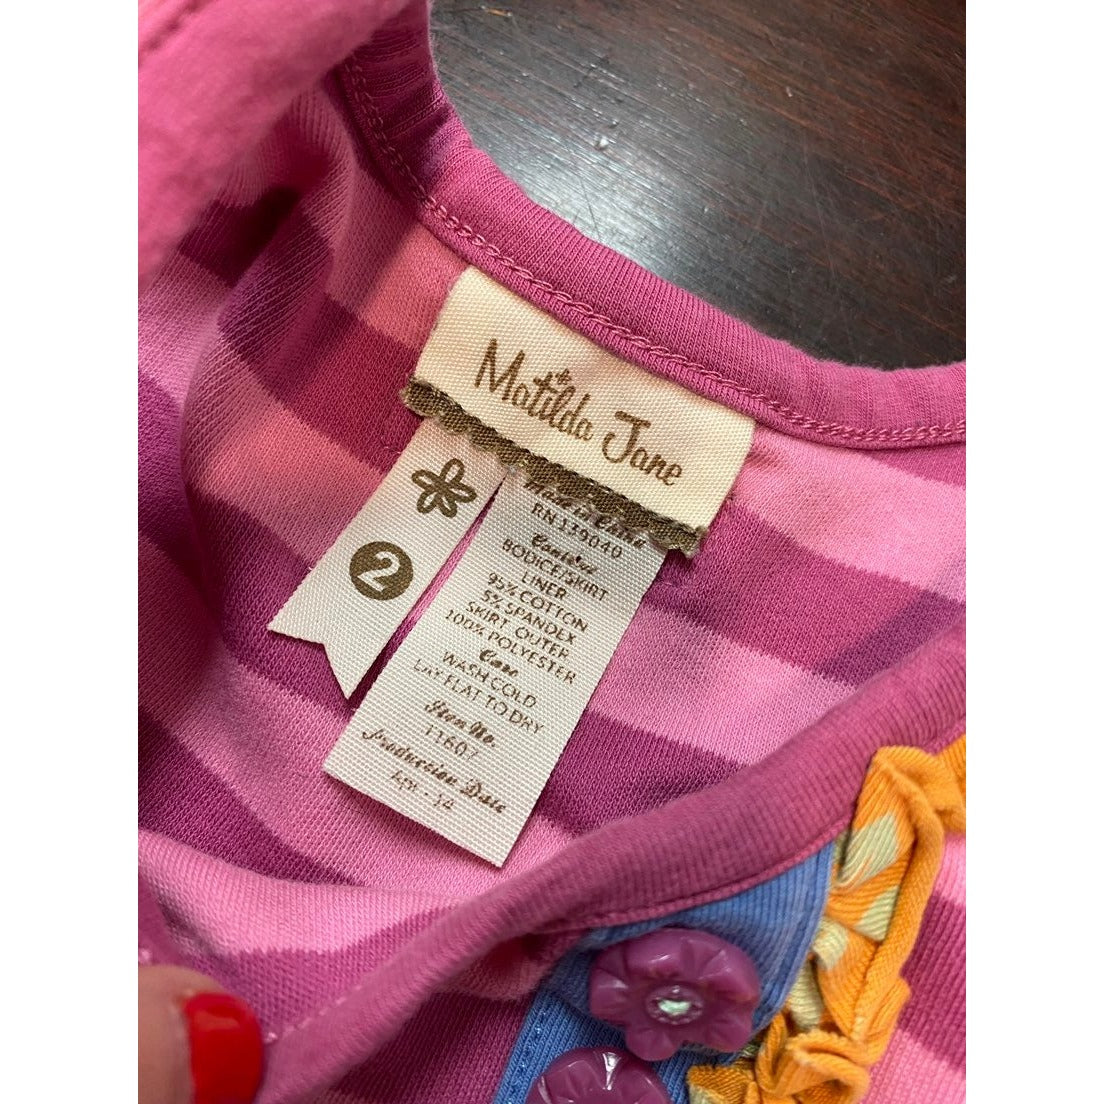 Matilda Jane
2
Made in China
RN 139040
Content
BODICE/SKIRT
LINER
95% COTTON
5% SPANDEX
SKIRT OUTER
100% POLYESTER
Care
WASH COLD
LAY FLAT TO DRY
Item No.
11607
Production Date